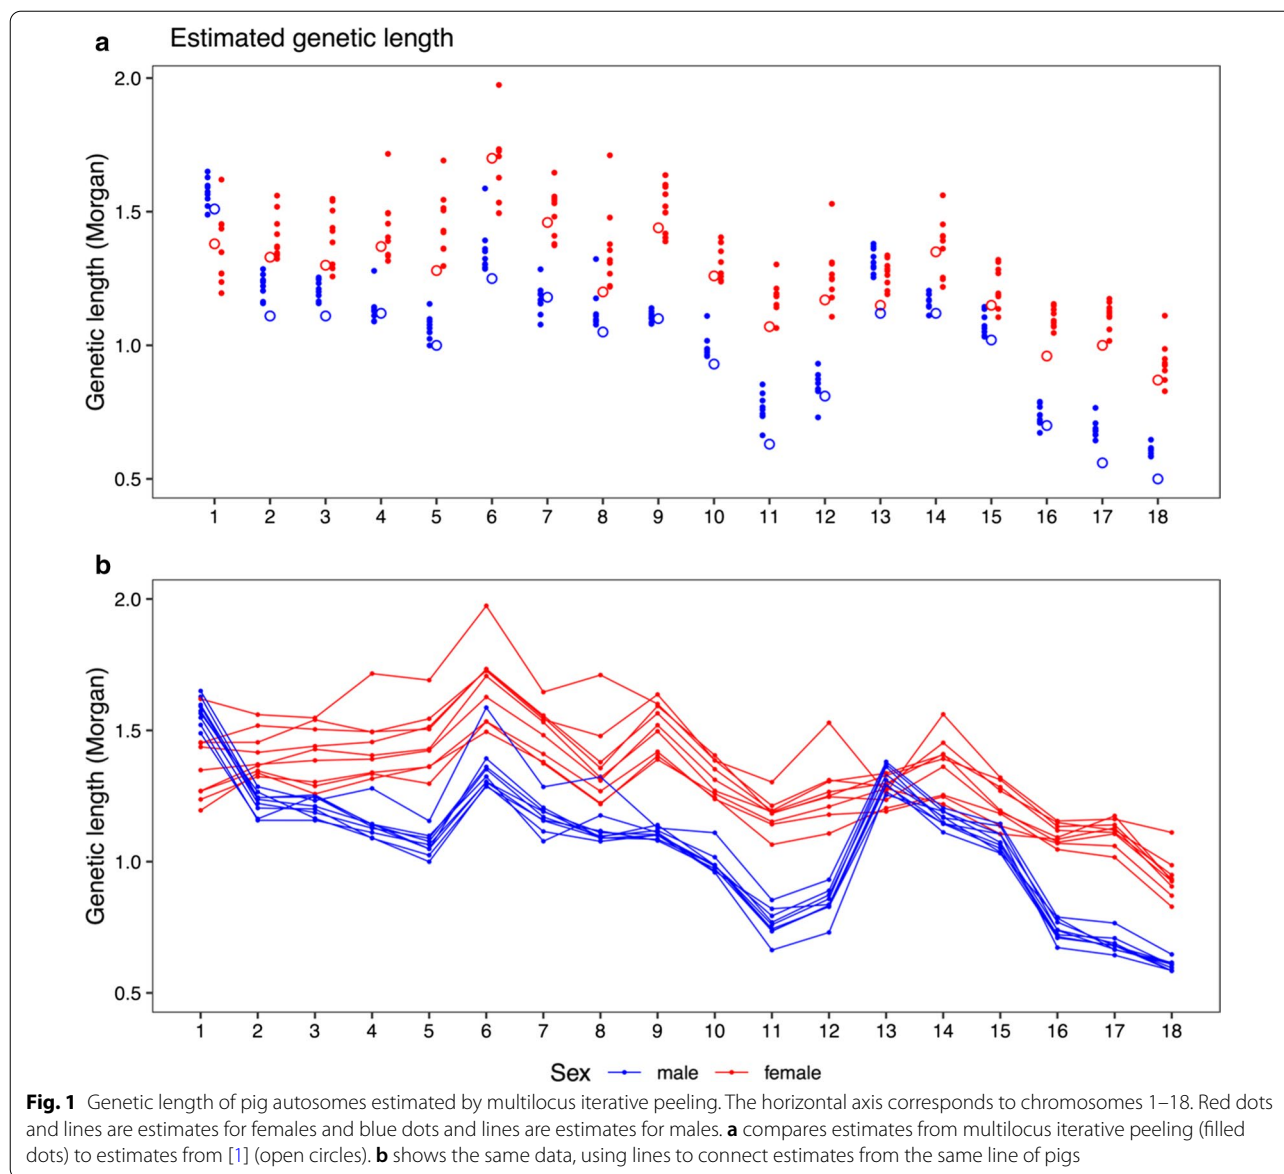 a
Estimated genetic length
Genetic length (Morgan)
2.0
1.5
1.0
0.5
1 2 3 4 5 6 7 8 9 10 11 12 13 14 15 16 17 18
b
Genetic length (Morgan)
2.0
1.5
1.0
0.5
1 2 3 4 5 6 7 8 9 10 11 12 13 14 15 16 17 18
Sex male female
Fig. 1 Genetic length of pig autosomes estimated by multilocus iterative peeling. The horizontal axis corresponds to chromosomes 1–18. Red dots
and lines are estimates for females and blue dots and lines are estimates for males. a compares estimates from multilocus iterative peeling (filled
dots) to estimates from [1] (open circles). b shows the same data, using lines to connect estimates from the same line of pigs